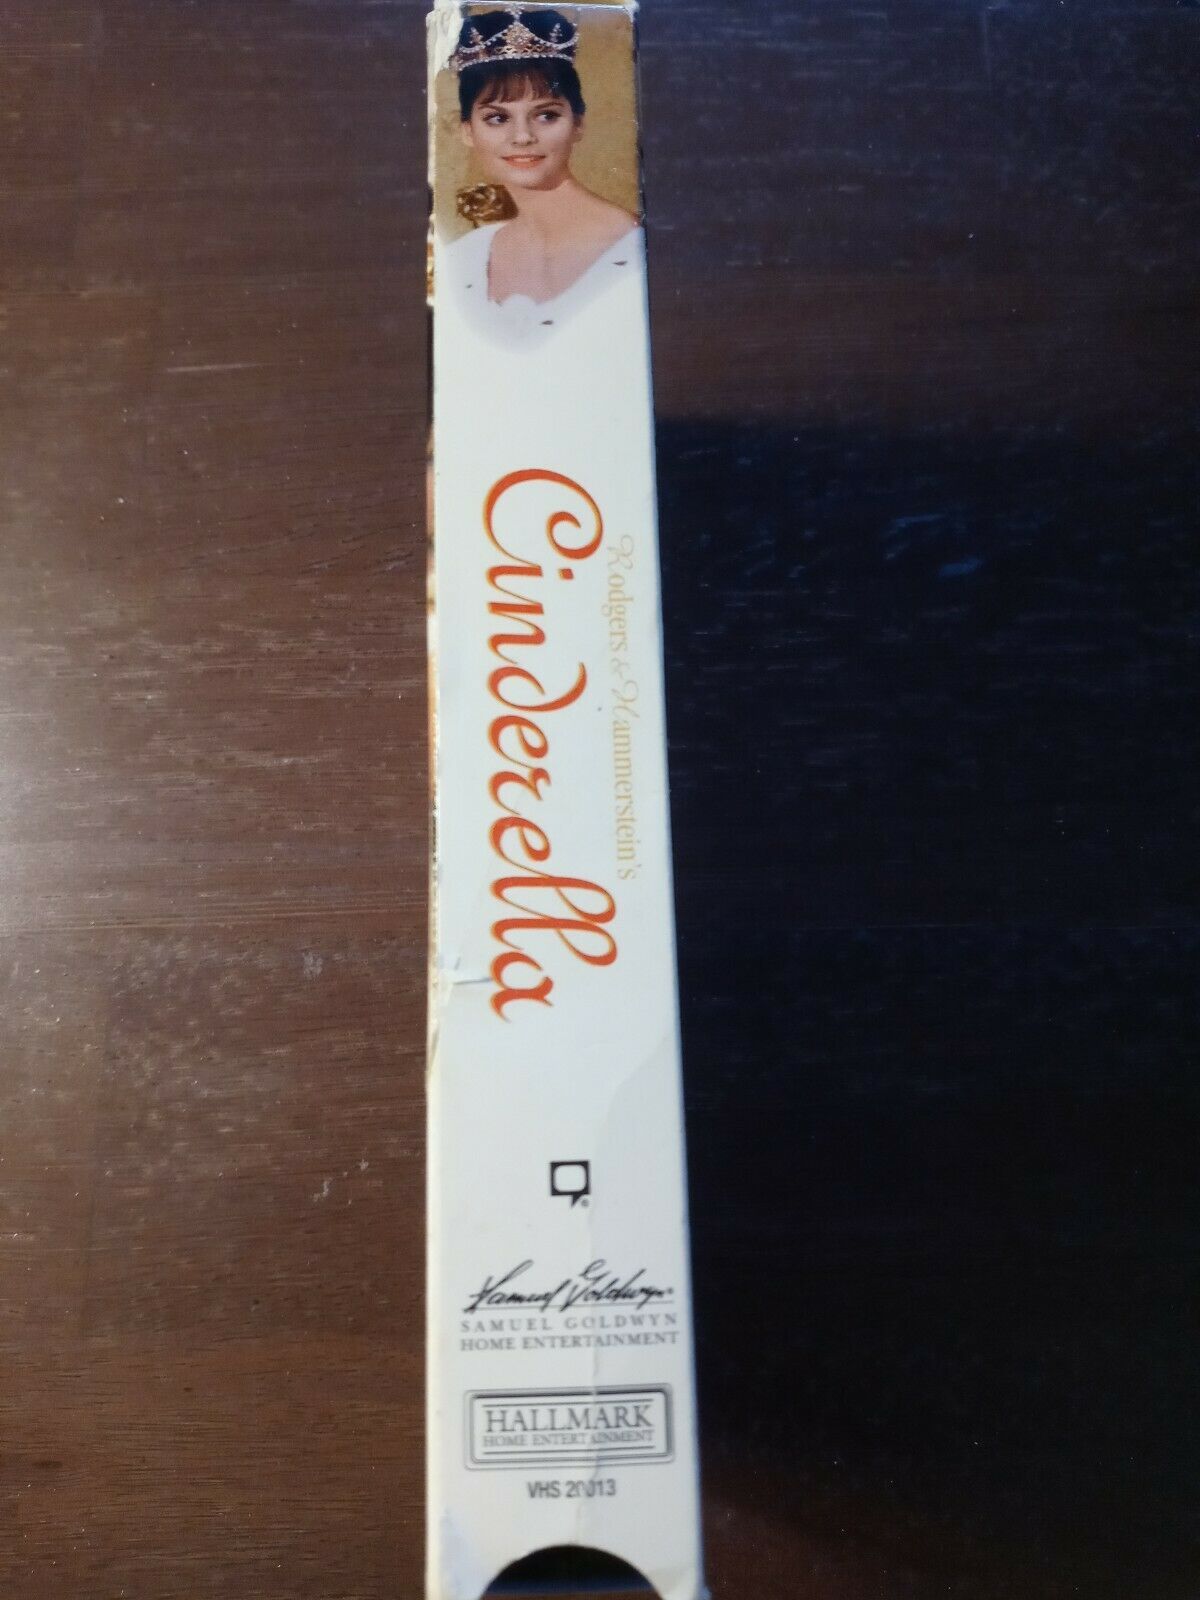 Rodgers & Hammerstein's
Cinderella
Samuel Goldwyn
SAMUEL GOLDWYN
HOME ENTERTAINMENT
HALLMARK
HOME ENTERTAINMENT
VHS 20013